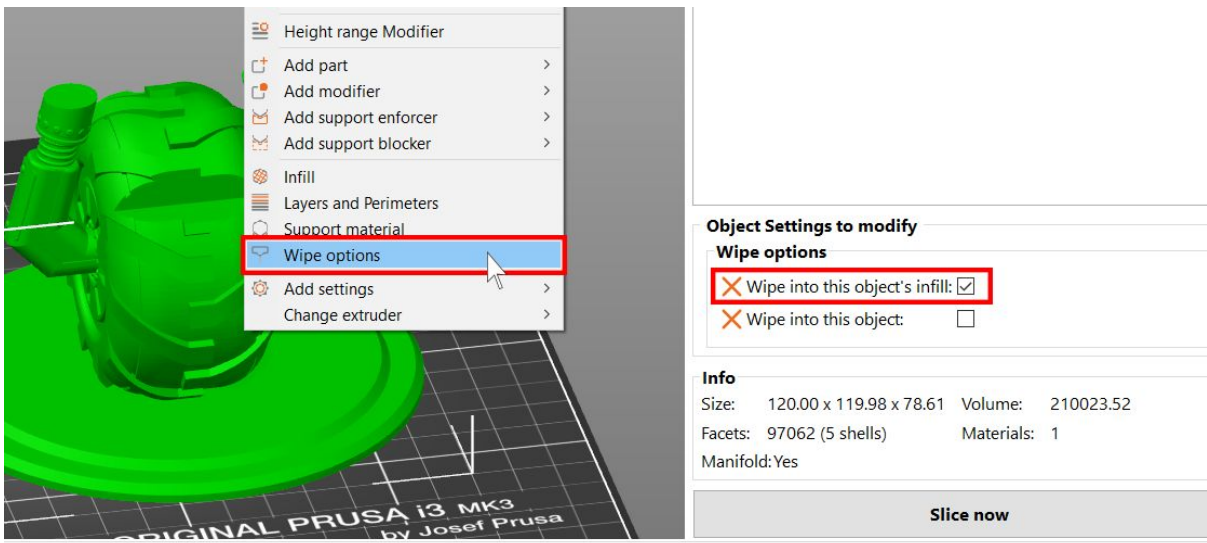 Height range Modifier
Add part
Add modifier
Add support enforcer
Add support blocker
Infill
Layers and Perimeters
Support material
Wipe options
Add settings
Change extruder
ORIGINAL PRUSA i3 MK3
by Josef Prusa
Object Settings to modify
Wipe options
Wipe into this object's infill:
Wipe into this object:
Info
Size: 120.00 x 119.98 x 78.61 Volume: 210023.52
Facets: 97062 (5 shells) Materials: 1
Manifold:Yes
Slice now